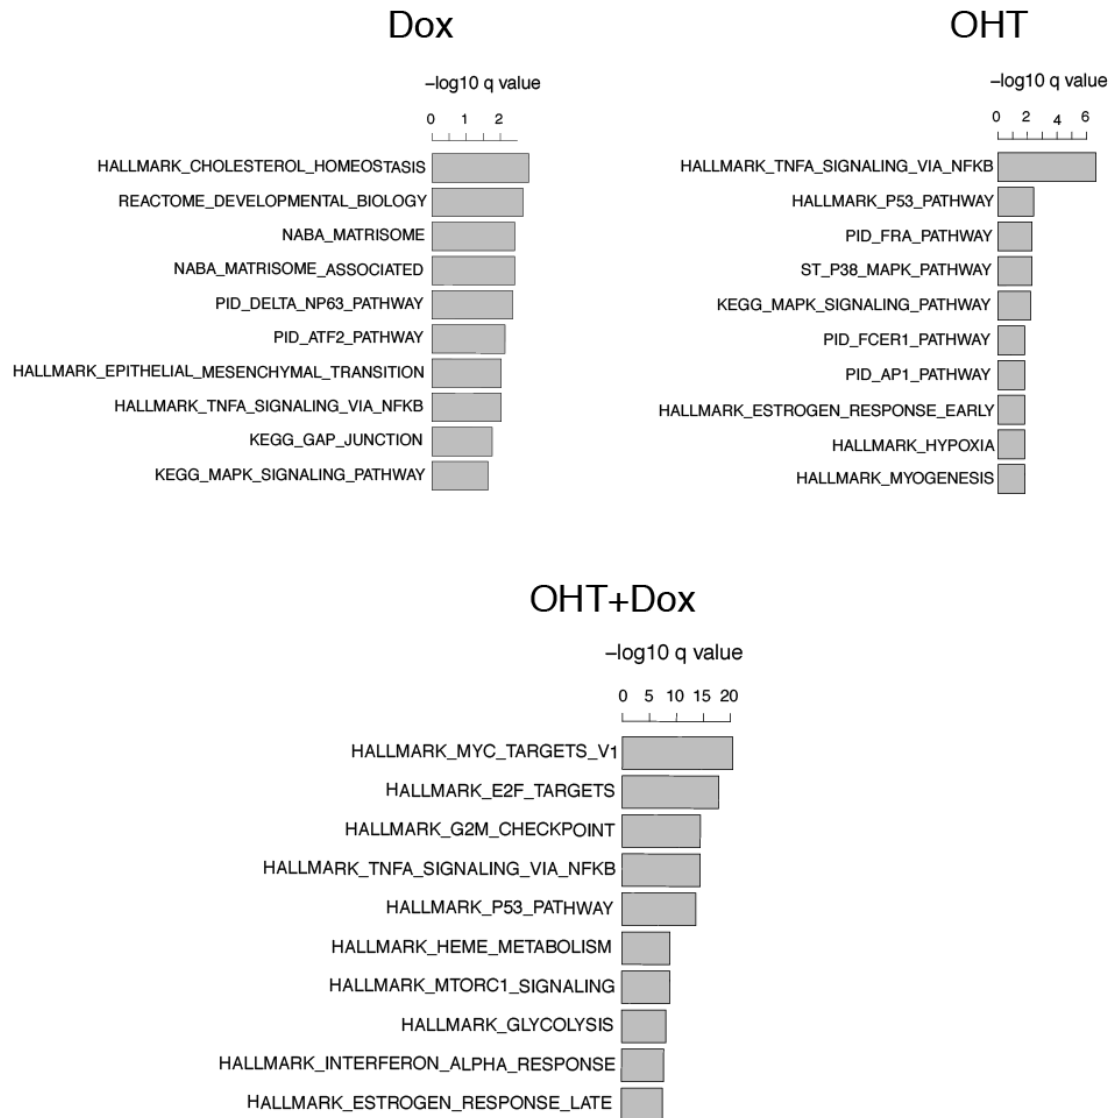 Dox
−log10 q value
0 1 2
HALLMARK_CHOLESTEROL_HOMEOSTASIS
REACTOME_DEVELOPMENTAL_BIOLOGY
NABA_MATRISOME
NABA_MATRISOME_ASSOCIATED
PID_DELTA_NP63_PATHWAY
PID_ATF2_PATHWAY
HALLMARK_EPITHELIAL_MESENCHYMAL_TRANSITION
HALLMARK_TNFA_SIGNALING_VIA_NFKB
KEGG_GAP_JUNCTION
KEGG_MAPK_SIGNALING_PATHWAY
OHT
−log10 q value
0 2 4 6
HALLMARK_TNFA_SIGNALING_VIA_NFKB
HALLMARK_P53_PATHWAY
PID_FRA_PATHWAY
ST_P38_MAPK_PATHWAY
KEGG_MAPK_SIGNALING_PATHWAY
PID_FCER1_PATHWAY
PID_AP1_PATHWAY
HALLMARK_ESTROGEN_RESPONSE_EARLY
HALLMARK_HYPOXIA
HALLMARK_MYOGENESIS
OHT+Dox
−log10 q value
0 5 10 15 20
HALLMARK_MYC_TARGETS_V1
HALLMARK_E2F_TARGETS
HALLMARK_G2M_CHECKPOINT
HALLMARK_TNFA_SIGNALING_VIA_NFKB
HALLMARK_P53_PATHWAY
HALLMARK_HEME_METABOLISM
HALLMARK_MTORC1_SIGNALING
HALLMARK_GLYCOLYSIS
HALLMARK_INTERFERON_ALPHA_RESPONSE
HALLMARK_ESTROGEN_RESPONSE_LATE